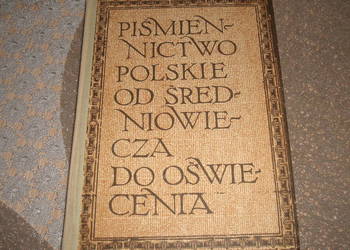 PIŚMIEN-
NICTWO
POLSKIE
OD ŚRED-
NIOWIE-
CZA
DO OŚWIE-
CENIA